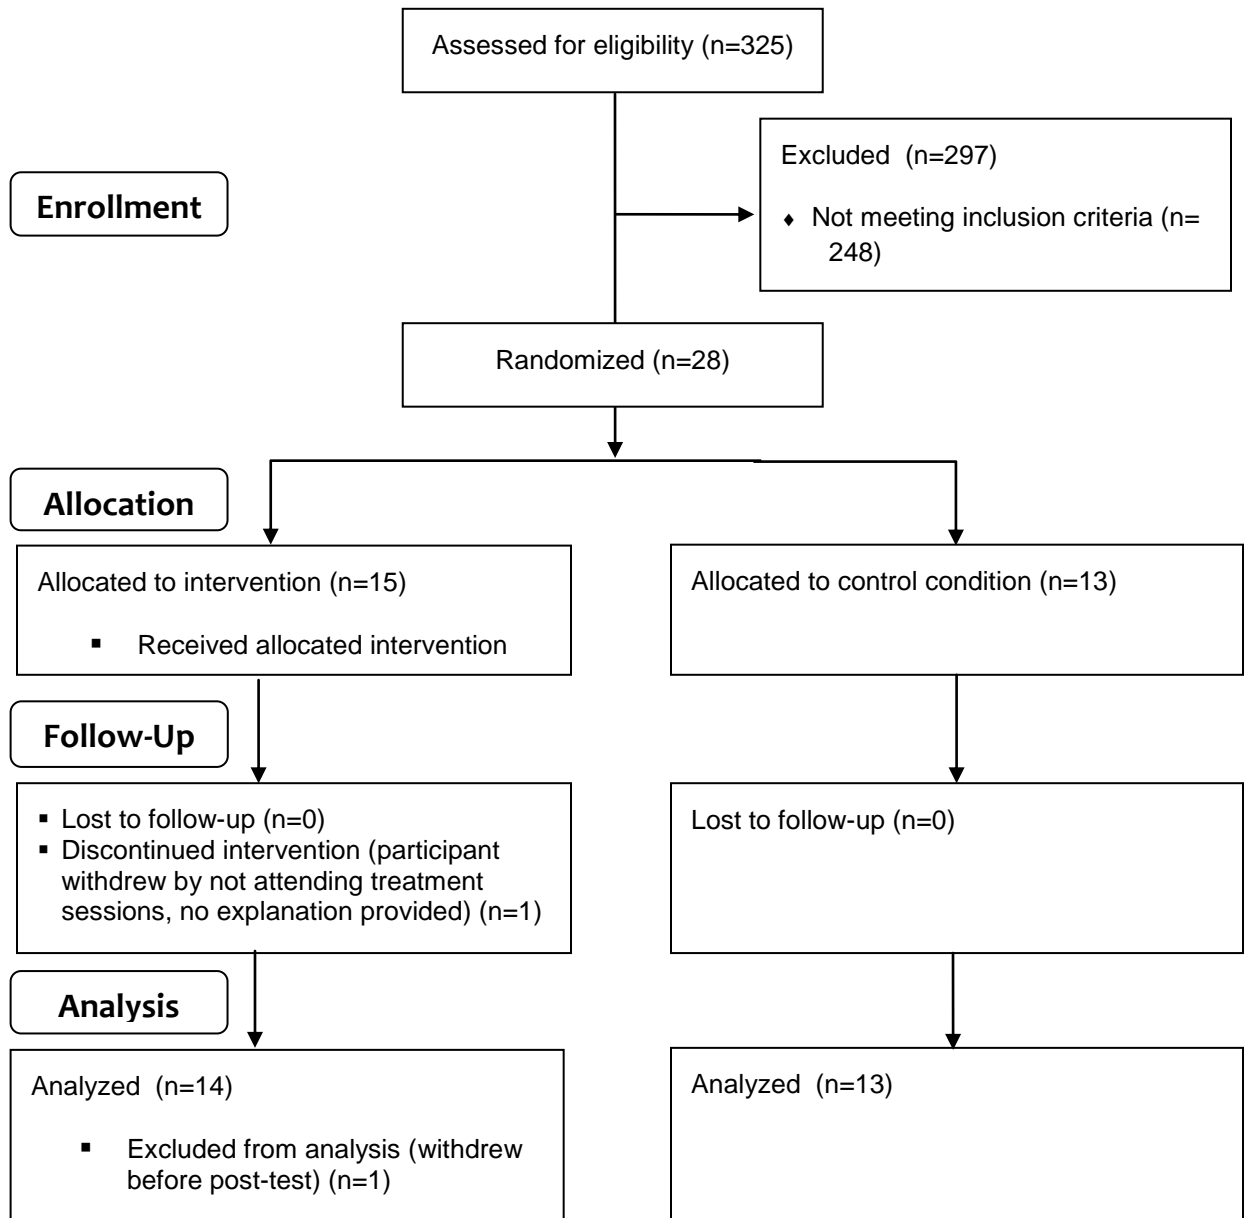 Assessed for eligibility (n=325)
Excluded  (n=297)
Enrollment
♦ Not meeting inclusion criteria (n=
248)
Randomized (n=28)
Allocation
Allocated to intervention (n=15)
▪ Received allocated intervention
Allocated to control condition (n=13)
Follow-Up
▪ Lost to follow-up (n=0)
▪ Discontinued intervention (participant
withdrew by not attending treatment
sessions, no explanation provided) (n=1)
Lost to follow-up (n=0)
Analysis
Analyzed  (n=14)
▪ Excluded from analysis (withdrew
before post-test) (n=1)
Analyzed  (n=13)